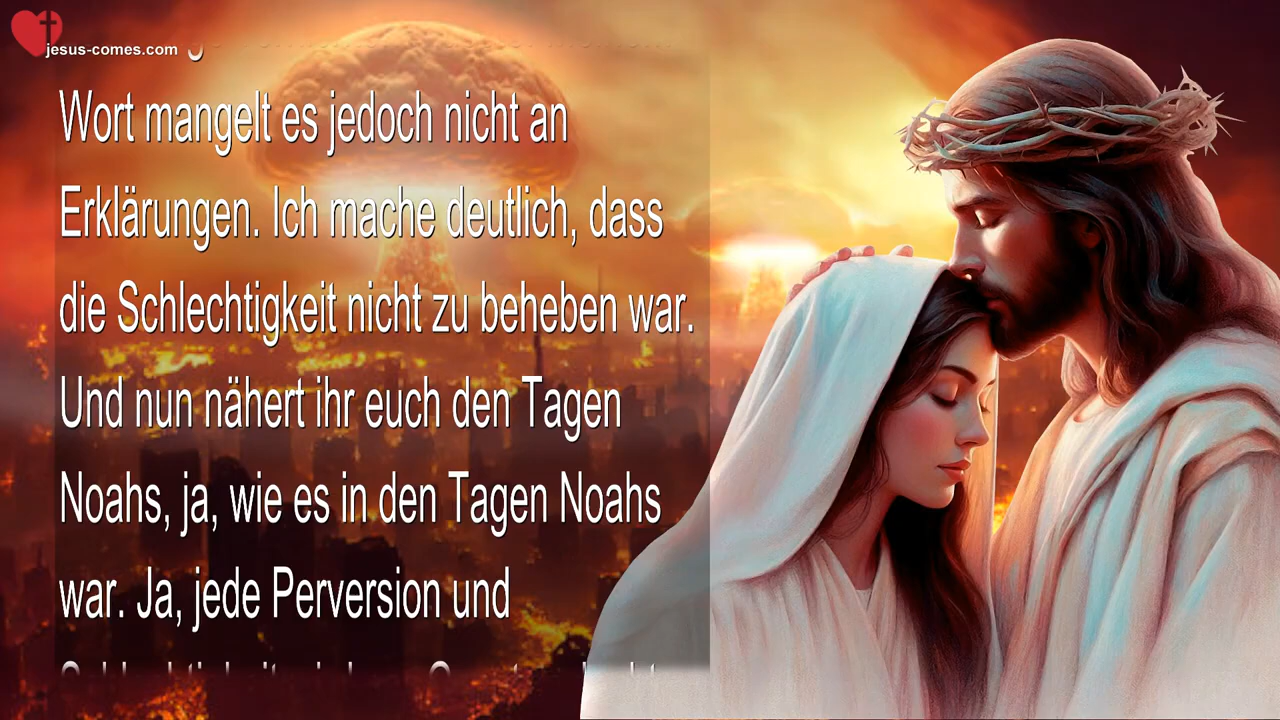 jesus-comes.com
Wort mangelt es jedoch nicht an
Erklärungen. Ich mache deutlich, dass
die Schlechtigkeit nicht zu beheben war.
Und nun nähert ihr euch den Tagen
Noahs, ja, wie es in den Tagen Noahs
war. Ja, jede Perversion und